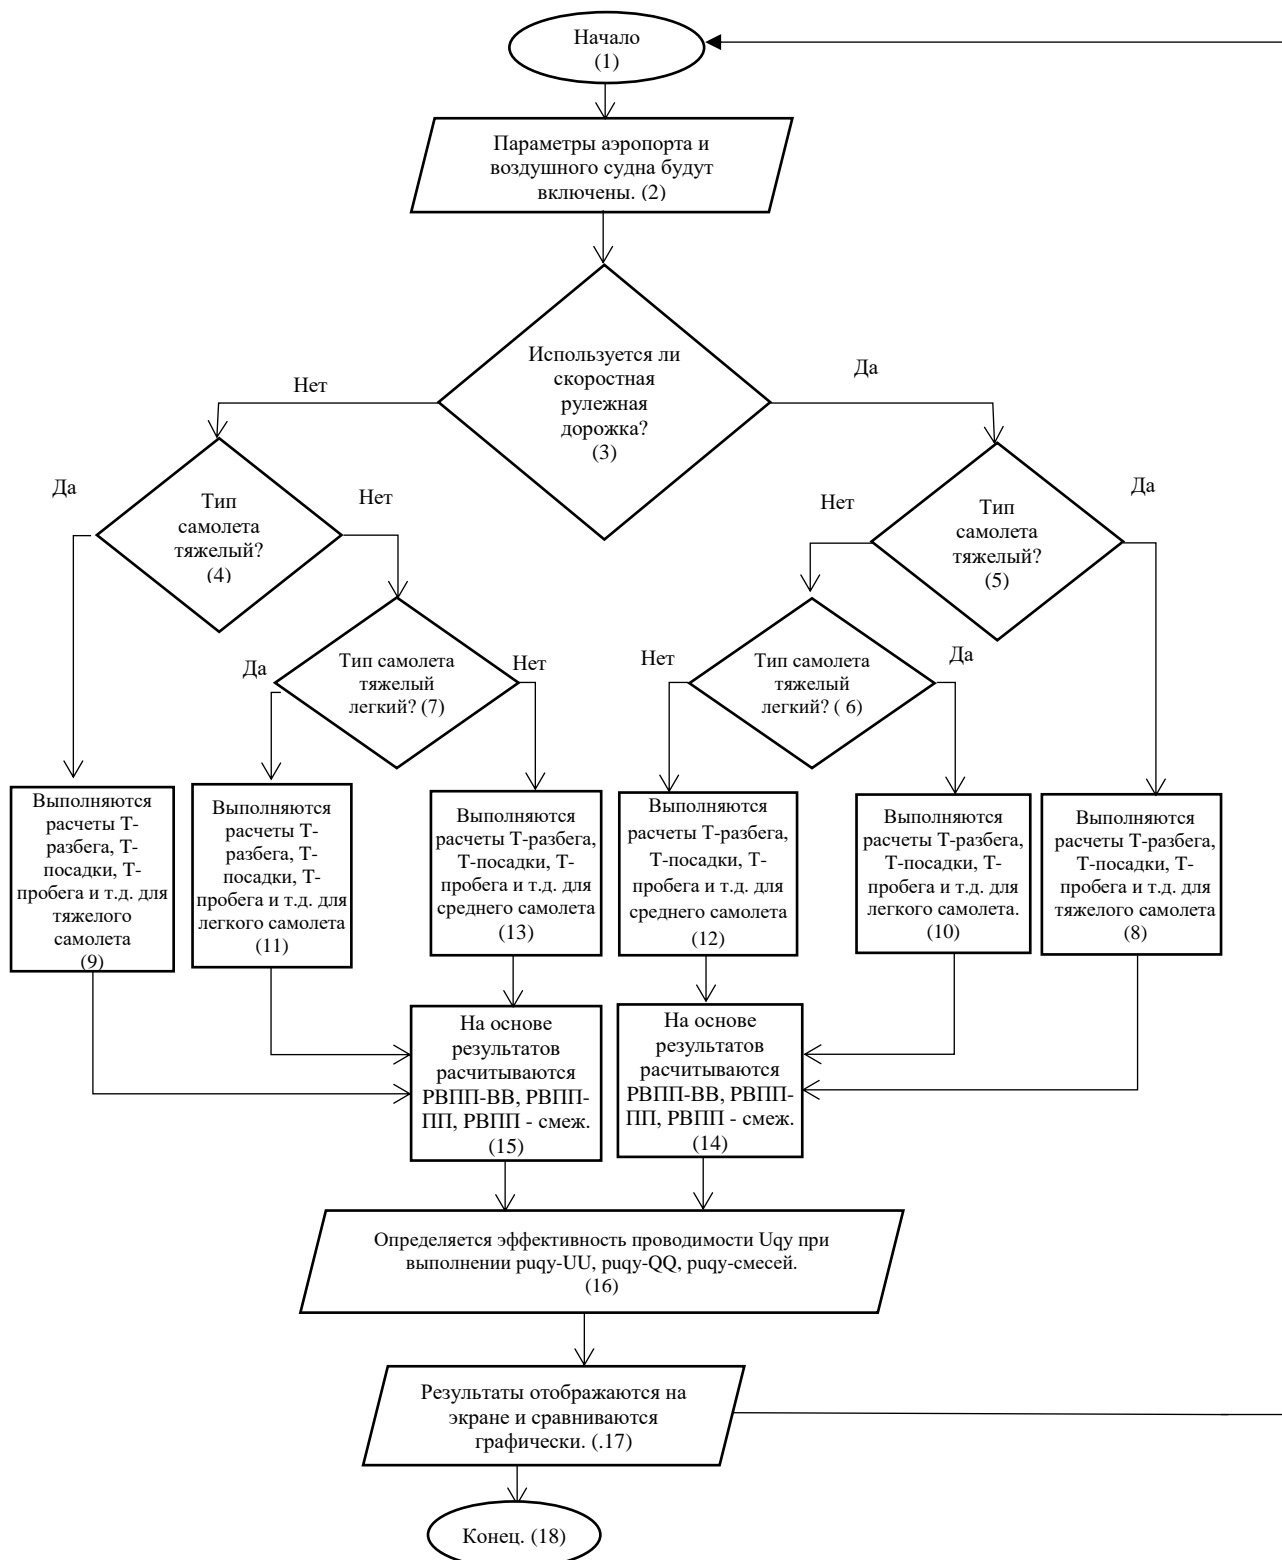 Начало
(1)
Параметры аэропорта и
воздушного судна будут
включены. (2)
Используется ли
скоростная
рулежная
дорожка?
(3)
Нет
Да
Да
Тип
самолета
тяжелый?
(4)
Нет
Нет
Тип
самолета
тяжелый?
(5)
Да
Да
Тип самолета
тяжелый
легкий? (7)
Нет
Нет
Тип самолета
тяжелый
легкий? ( 6)
Да
Выполняются
расчеты Т-
разбега, Т-
посадки, Т-
пробега и т.д. для
тяжелого
самолета
(9)
Выполняются
расчеты Т-
разбега, Т-
посадки, Т-
пробега и т.д. для
легкого самолета
(11)
Выполняются
расчеты Т-разбега,
Т-посадки, Т-
пробега и т.д. для
среднего самолета
(13)
Выполняются
расчеты Т-разбега,
Т-посадки, Т-
пробега и т.д. для
среднего самолета
(12)
Выполняются
расчеты Т-разбега,
Т-посадки, Т-
пробега и т.д. для
легкого самолета.
(10)
Выполняются
расчеты Т-разбега,
Т-посадки, Т-
пробега и т.д. для
тяжелого самолета
(8)
На основе
результатов
расчитываются
РВПП-ВВ, РВПП-
ПП, РВПП - смеж.
(15)
На основе
результатов
расчитываются
РВПП-ВВ, РВПП-
ПП, РВПП - смеж.
(14)
Определяется эффективность проводимости Uqy при
выполнении puqy-UU, puqy-QQ, puqy-смесей.
(16)
Результаты отображаются на
экране и сравниваются
графически. (.17)
Конец. (18)